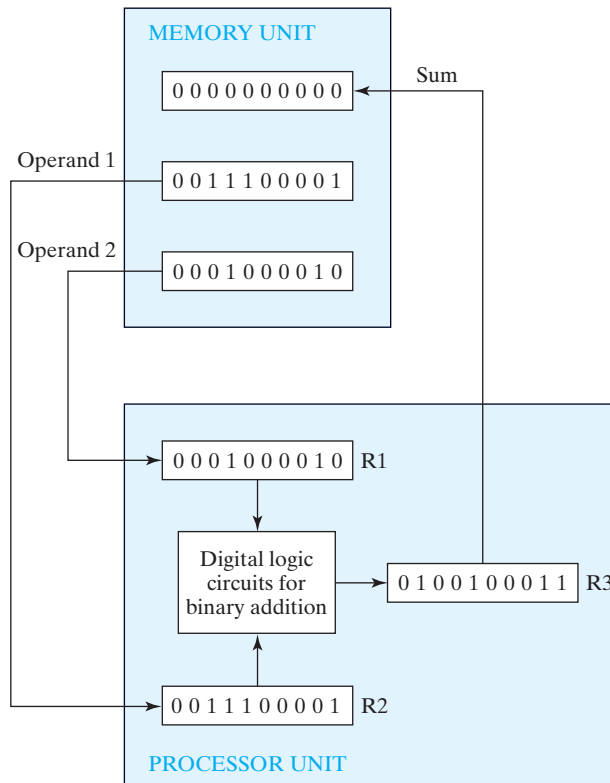 MEMORY UNIT
Sum
0 0 0 0 0 0 0 0 0 0
Operand 1
0 0 1 1 1 0 0 0 0 1
Operand 2
0 0 0 1 0 0 0 0 1 0
0 0 0 1 0 0 0 0 1 0 R1
Digital logic
circuits for
binary addition
0 1 0 0 1 0 0 0 1 1 R3
0 0 1 1 1 0 0 0 0 1 R2
PROCESSOR UNIT